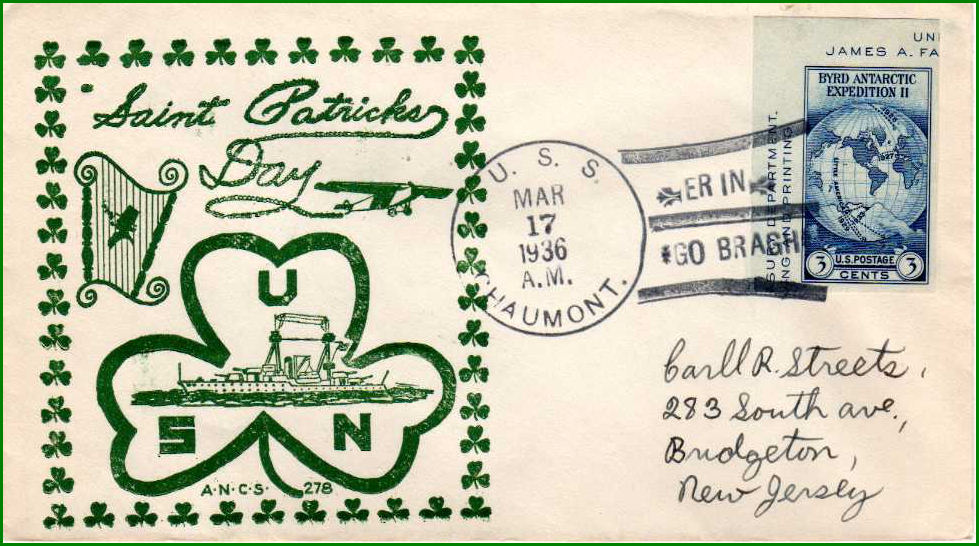 Saint Patricks
Day
U
S N
A·N·C·S· 278
U. S. S.
CHAUMONT.
MAR
17
1936
A.M.
ER IN
GO BRAGH
UNI
JAMES A. FA
BYRD ANTARCTIC
EXPEDITION II
U.S. POSTAGE
3 CENTS 3
Carll R. Streets,
283 South ave,
Bridgeton,
New Jersey